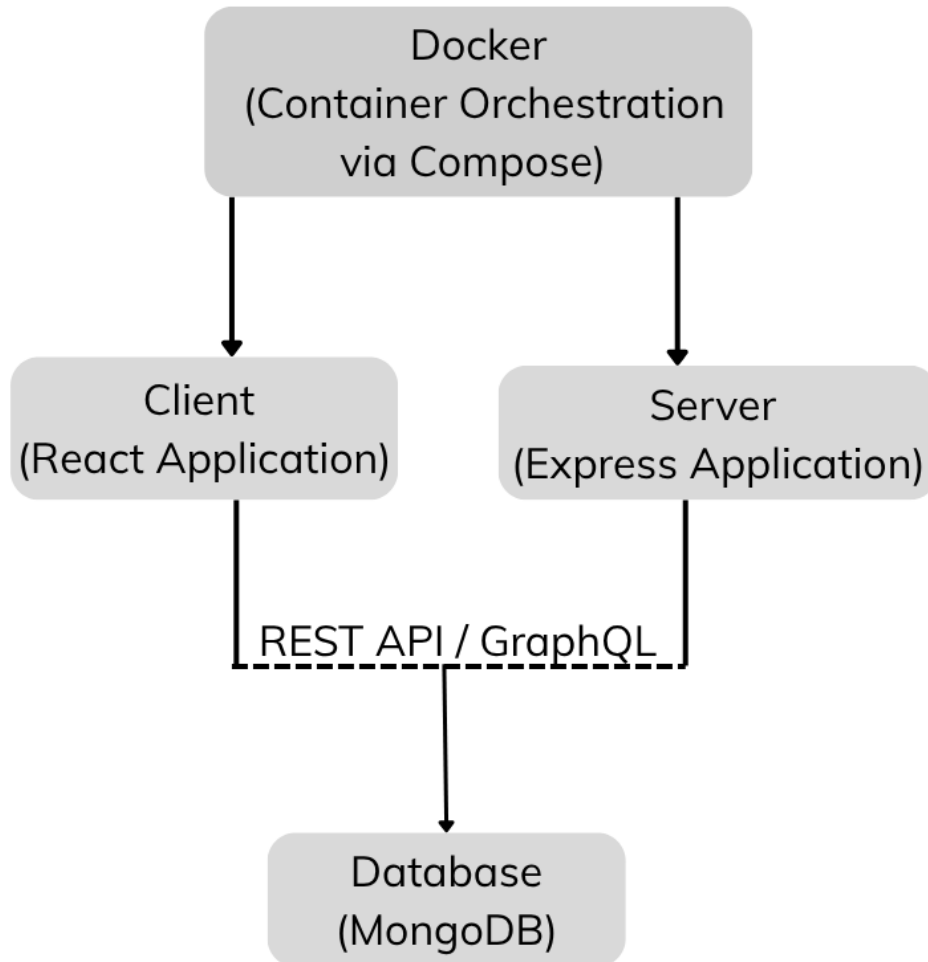 Docker
(Container Orchestration
via Compose)
Client
(React Application)
Server
(Express Application)
REST API / GraphQL
Database
(MongoDB)